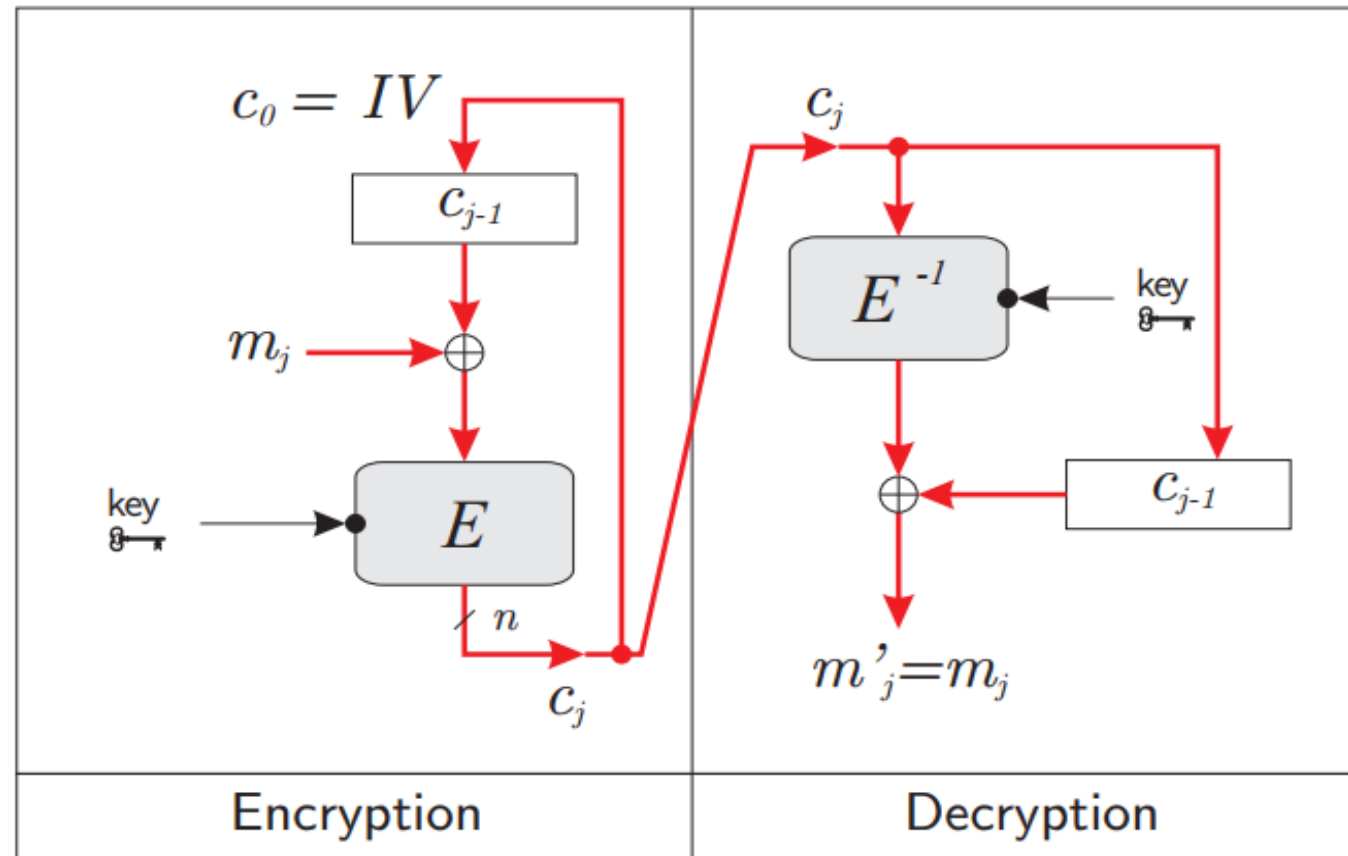 c₀ = IV
cⱼ₋₁
mⱼ
key
E
n
cⱼ
cⱼ
E ⁻¹
key
cⱼ₋₁
m’ⱼ=mⱼ
Encryption
Decryption